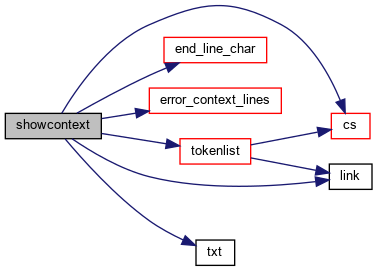 end_line_char
error_context_lines
showcontext
cs
tokenlist
link
txt